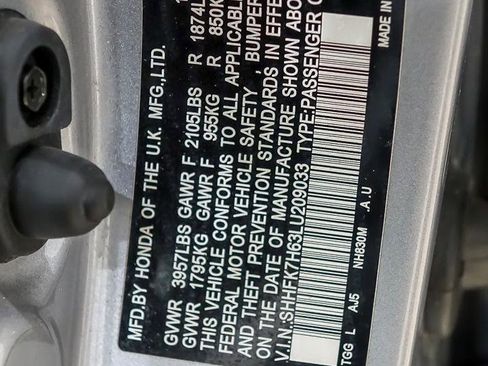 MFD.BY HONDA OF THE U.K. MFG.,LTD.
GVWR 3957LBS GAWR F 2105LBS R 1874L
GVWR 1795KG GAWR F 955KG R 850K
THIS VEHICLE CONFORMS TO ALL APPLICABLE
FEDERAL MOTOR VEHICLE SAFETY, BUMPER
AND THEFT PREVENTION STANDARDS IN EFFE
ON THE DATE OF MANUFACTURE SHOWN ABO
V.I.N.:SHHFK7H63LU209033 TYPE:PASSENGER C
TGG L AJ5 NH830M .A.U
MADE IN